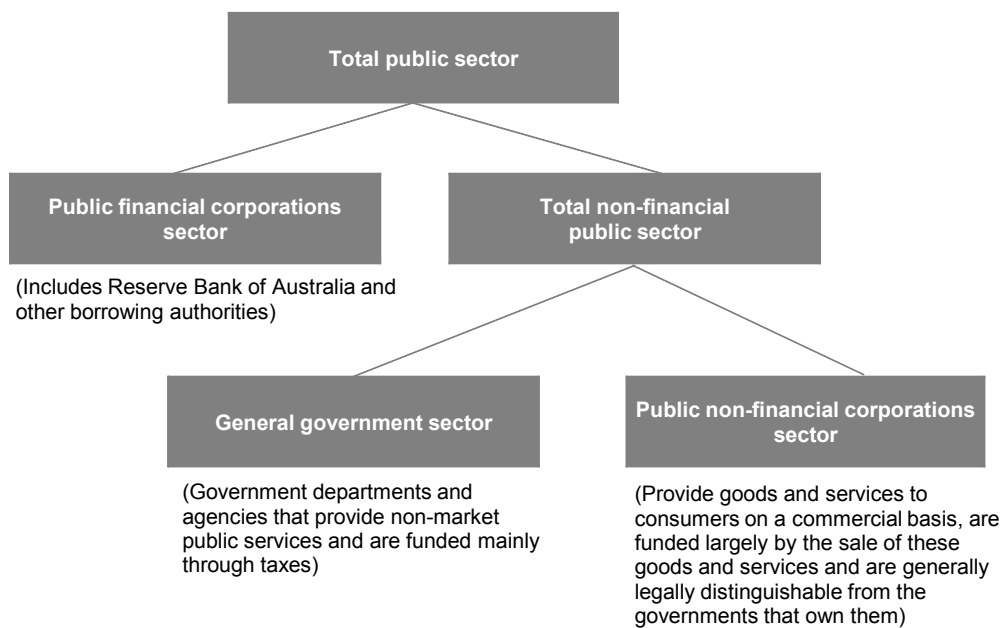 Total public sector
Public financial corporations
sector
Total non-financial
public sector
(Includes Reserve Bank of Australia and
other borrowing authorities)
General government sector
Public non-financial corporations
sector
(Government departments and
agencies that provide non-market
public services and are funded mainly
through taxes)
(Provide goods and services to
consumers on a commercial basis, are
funded largely by the sale of these
goods and services and are generally
legally distinguishable from the
governments that own them)